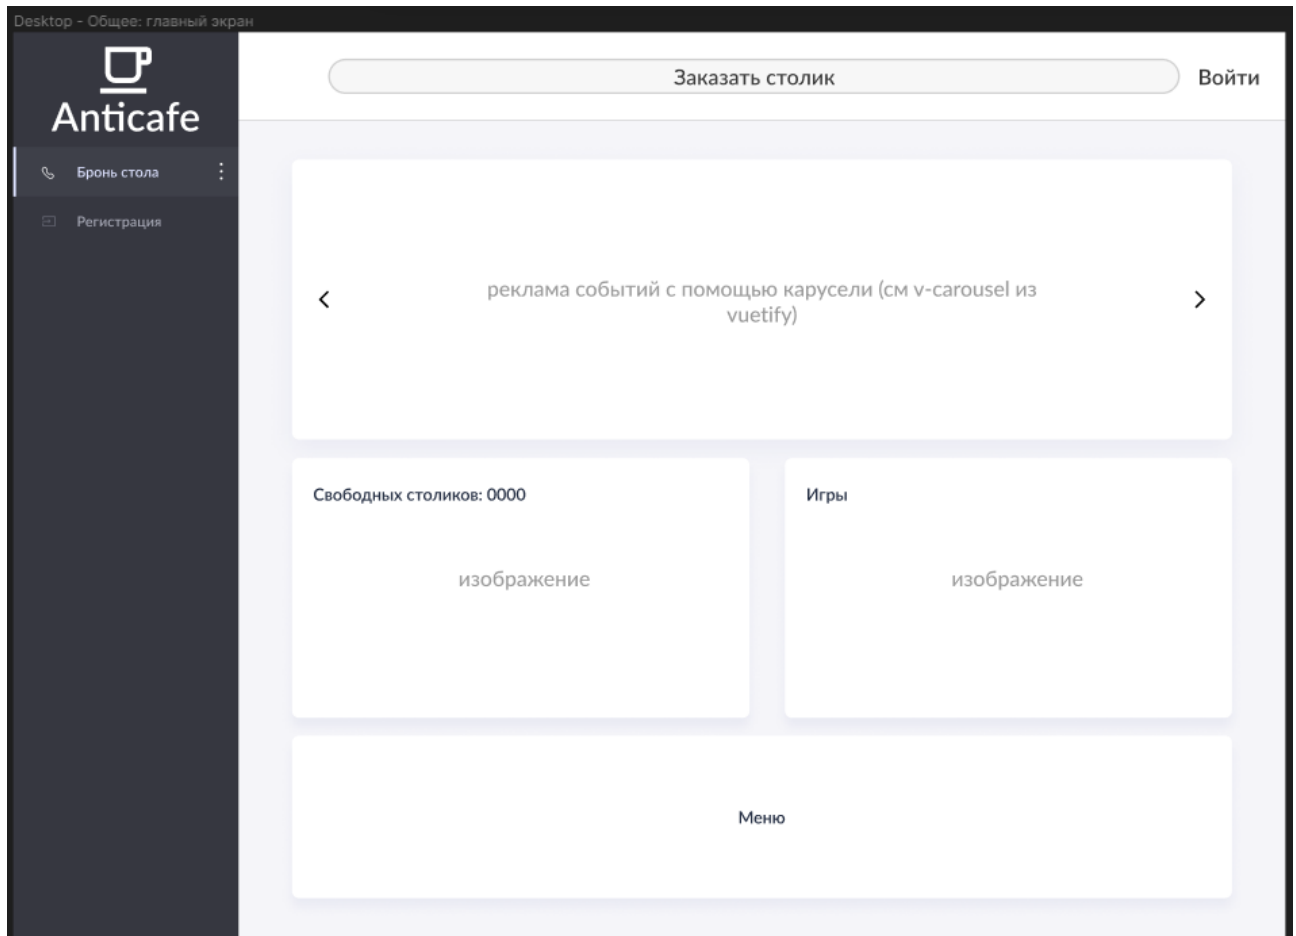 Desktop - Общее: главный экран
Anticafe
Бронь стола
Регистрация
Заказать столик
Войти
реклама событий с помощью карусели (см v-carousel из
vuetify)
Свободных столиков: 0000
изображение
Игры
изображение
Меню